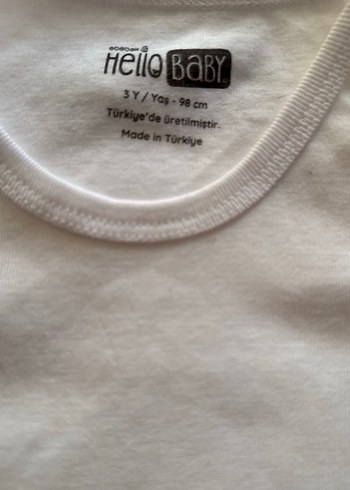 Hello BABY
3 Y / Yaş - 98 cm
Türkiye'de üretilmiştir.
Made in Türkiye